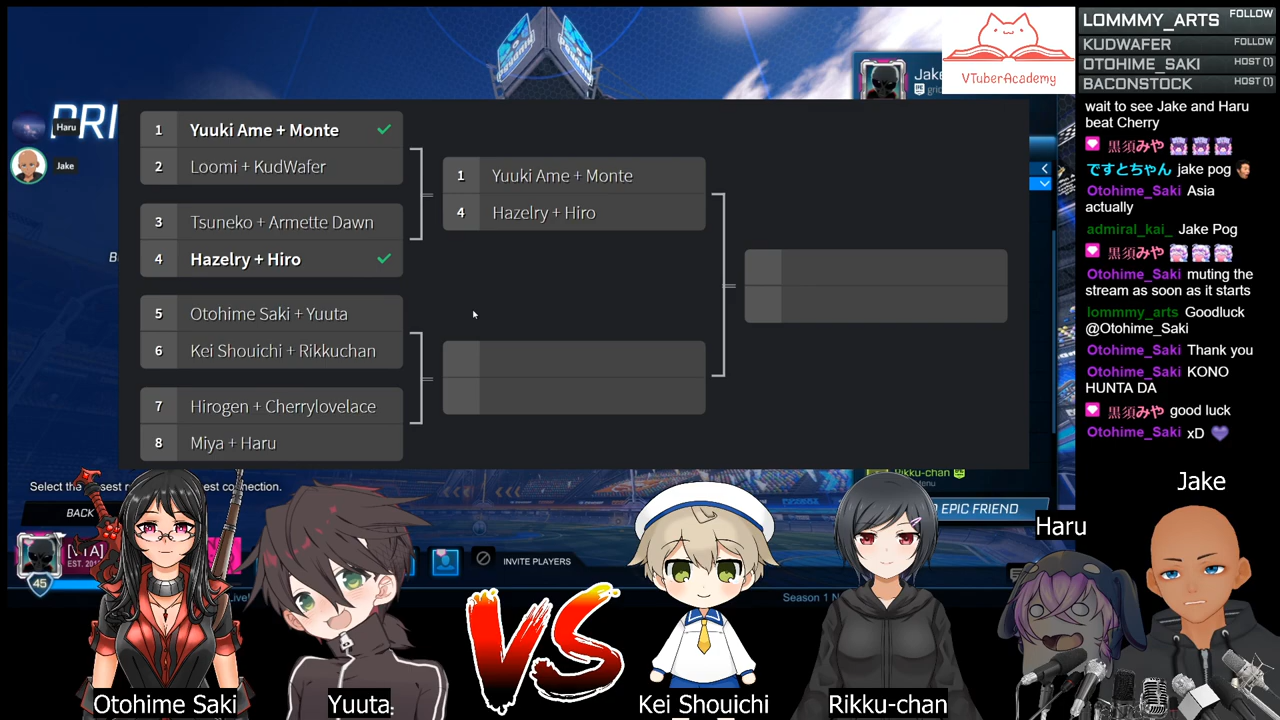 PRI
Haru
Jake
1 Yuuki Ame + Monte
2 Loomi + KudWafer
3 Tsuneko + Armette Dawn
4 Hazelry + Hiro
5 Otohime Saki + Yuuta
6 Kei Shouichi + Rikkuchan
7 Hirogen + Cherrylovelace
8 Miya + Haru
1 Yuuki Ame + Monte
4 Hazelry + Hiro
Jake
VTuberAcademy
LOMMMY_ARTS FOLLOW
KUDWAFER FOLLOW
OTOHIME_SAKI HOST (1)
BACONSTOCK HOST (1)
wait to see Jake and Haru
beat Cherry
黒須みや
ですとちゃん jake pog
Otohime_Saki Asia
actually
admiral_kai_ Jake Pog
黒須みや
Otohime_Saki muting the
stream as soon as it starts
lommmy_arts Goodluck
@Otohime_Saki
Otohime_Saki Thank you
Otohime_Saki KONO
HUNTA DA
黒須みや good luck
Otohime_Saki xD
Select the
connection.
BACK
45
INVITE PLAYERS
Rikku-chan
EPIC FRIEND
Season 1
VS
Otohime Saki
Yuuta
Kei Shouichi
Rikku-chan
Haru
Jake